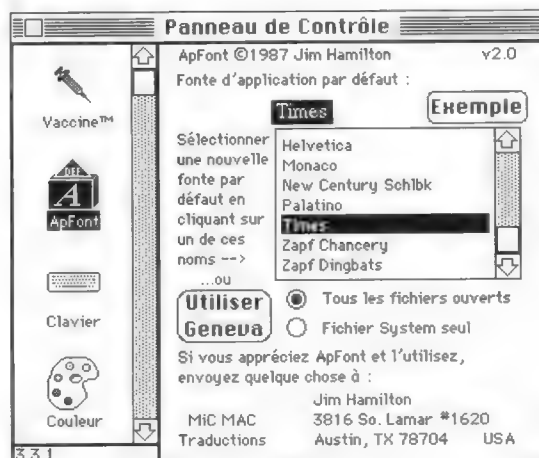 Panneau de Contrôle
Vaccine™
DEF
A
ApFont
Clavier
Couleur
3.3.1
ApFont ©1987 Jim Hamilton v2.0
Fonte d'application par défaut :
Times
Exemple
Sélectionner
une nouvelle
fonte par
défaut en
cliquant sur
un de ces
noms -->
...ou
Helvetica
Monaco
New Century Schlbk
Palatino
Times
Zapf Chancery
Zapf Dingbats
Utiliser
Geneva
Tous les fichiers ouverts
Fichier System seul
Si vous appréciez ApFont et l'utilisez,
envoyez quelque chose à :
Jim Hamilton
MiC MAC 3816 So. Lamar #1620
Traductions Austin, TX 78704 USA